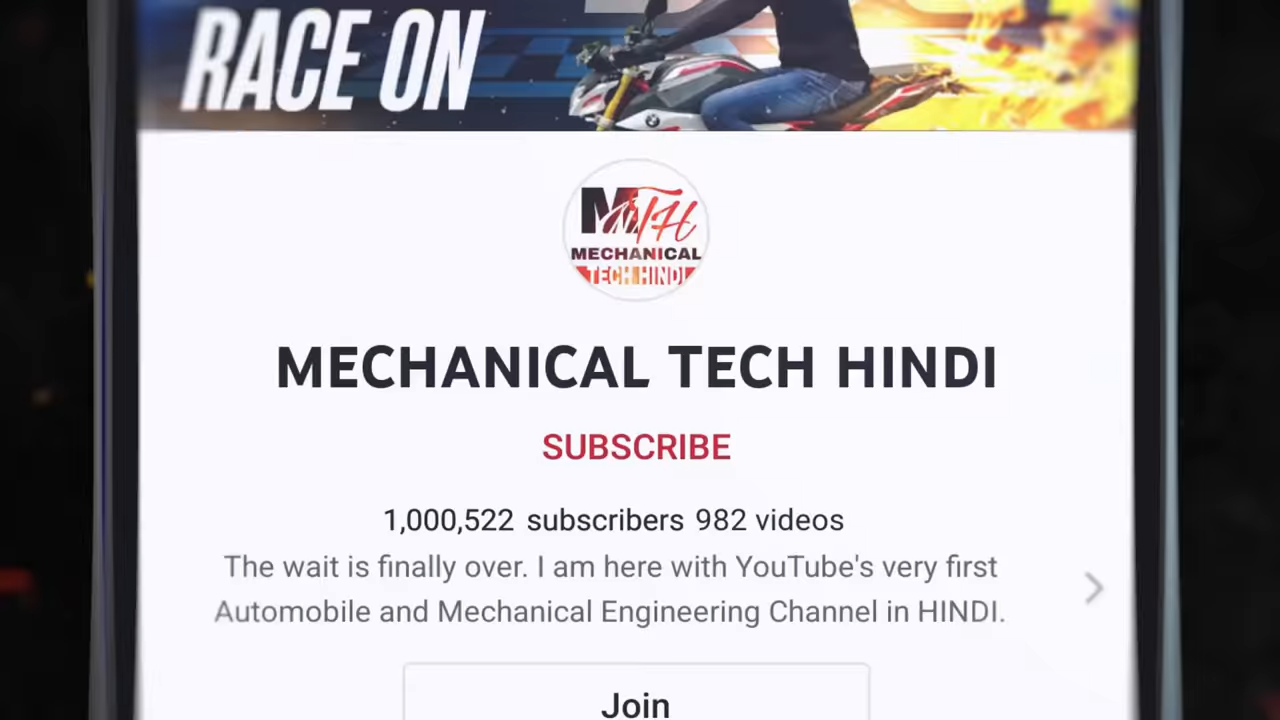 RACE ON
MTH
MECHANICAL
TECH HINDI
MECHANICAL TECH HINDI
SUBSCRIBE
1,000,522 subscribers 982 videos
The wait is finally over. I am here with YouTube's very first
Automobile and Mechanical Engineering Channel in HINDI.
Join